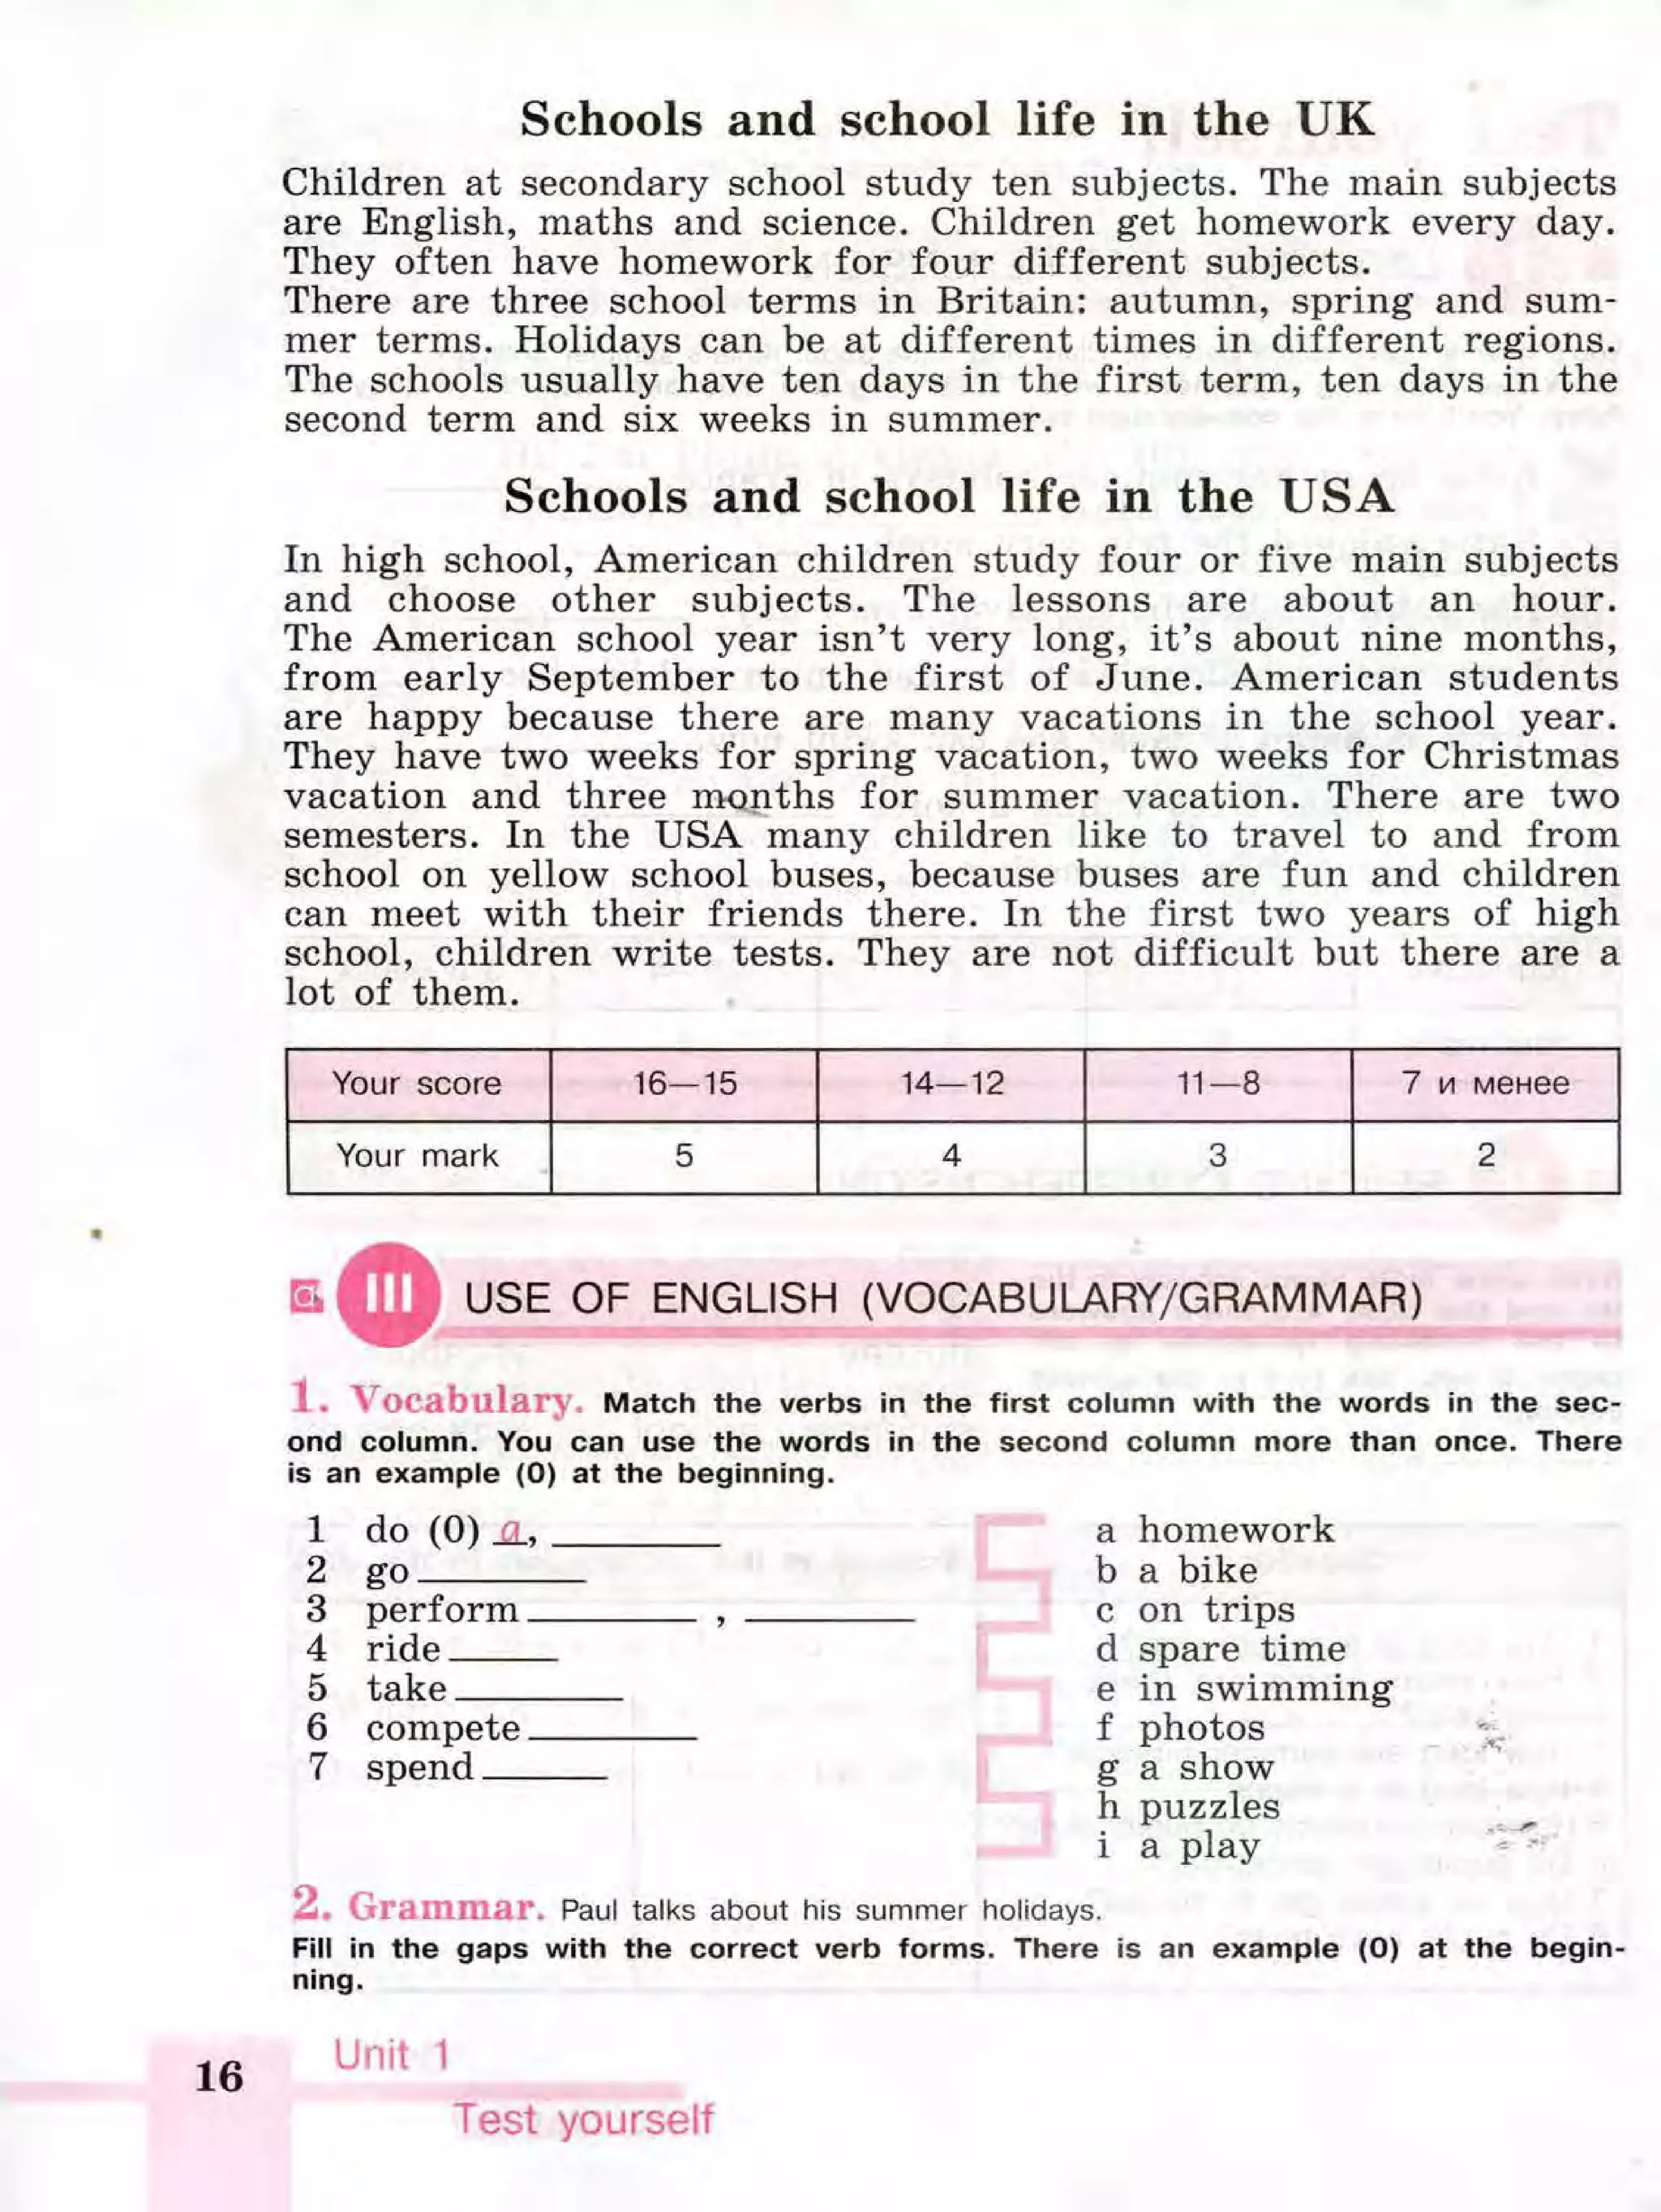 Schools and school life in the UK
Children at secondary school study ten subjects. The main subjects
are English, maths and science. Children get homework every day.
They often have homework for four different subjects.
There are three school terms in Britain: autumn, spring and sum-
mer terms. Holidays can be at different times in different regions.
The schools usually have ten days in the first term, ten days in the
second term and six weeks in summer.
Schools and school life in the USA
In high school, American children study four or five main subjects
and choose other subjects. The lessons are about an hour.
The American school year isn't very long, it's about nine months,
from early September to the first of June. American students
are happy because there are many vacations in the school year.
They have two weeks for spring vacation, two weeks for Christmas
vacation and three months for summer vacation. There are two
semesters. In the USA many children like to travel to and from
school on yellow school buses, because buses are fun and children
can meet with their friends there. In the first two years of high
school, children write tests. They are not difficult but there are a
lot of them.
Your score 16—15 14—12 11—8 7 и менее
Your mark 5 4 3 2
III USE OF ENGLISH (VOCABULARY/GRAMMAR)
1. Vocabulary. Match the verbs in the first column with the words in the sec-
ond column. You can use the words in the second column more than once. There
is an example (0) at the beginning.
1 do (0) a, ________
2 go ________
3 perform ________ , ________
4 ride _____
5 take ________
6 compete ________
7 spend ______
a homework
b a bike
c on trips
d spare time
e in swimming
f photos
g a show
h puzzles
i a play
2. Grammar. Paul talks about his summer holidays.
Fill in the gaps with the correct verb forms. There is an example (0) at the begin-
ning.
16
Unit 1
Test yourself